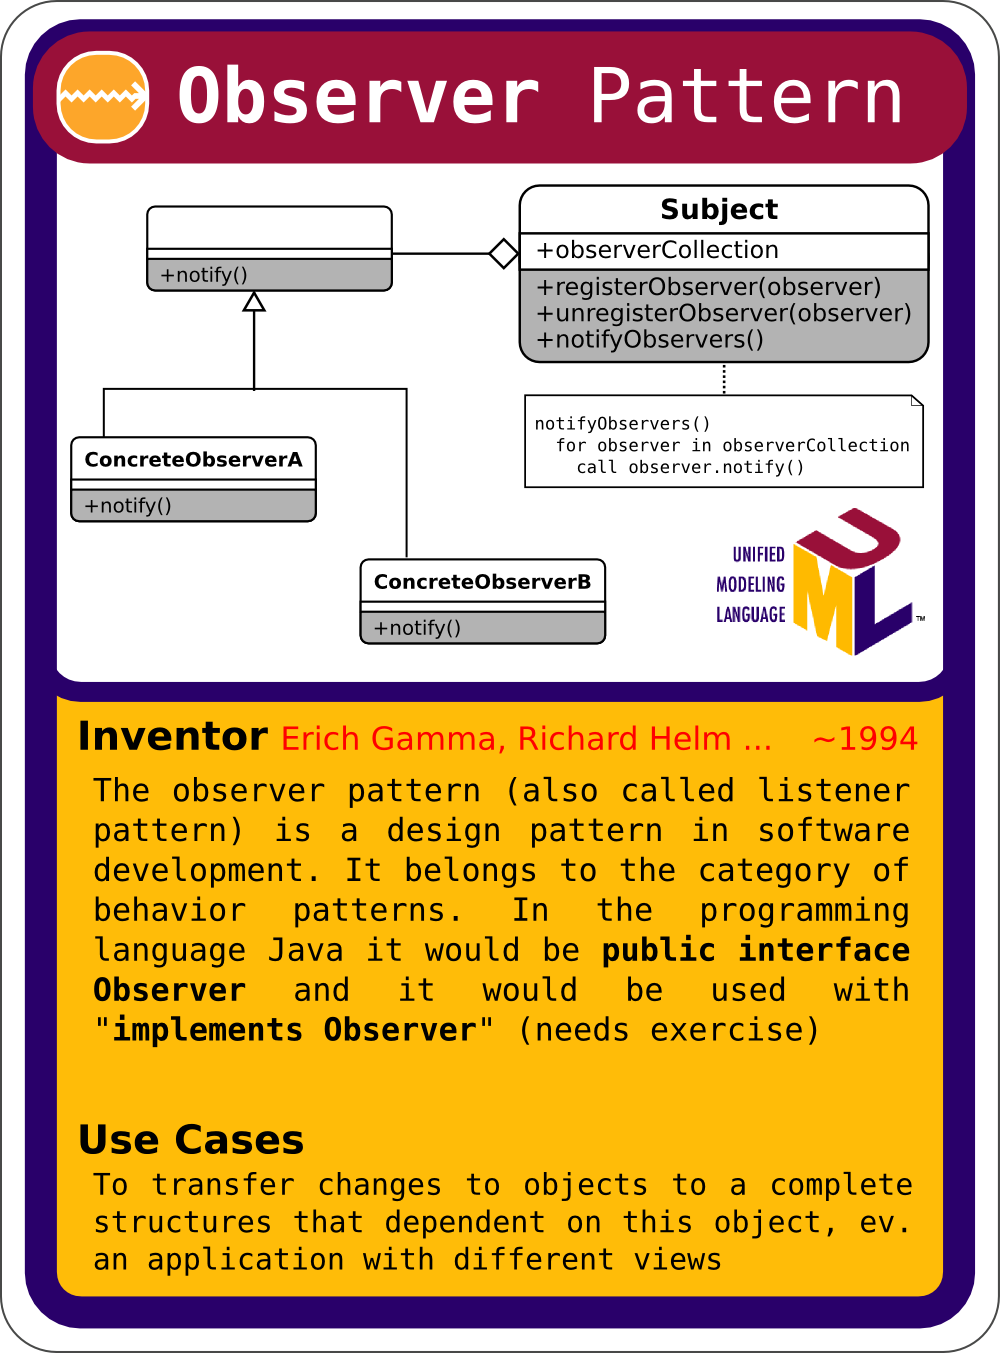 Observer Pattern
+notify()
Subject
+observerCollection
+registerObserver(observer)
+unregisterObserver(observer)
+notifyObservers()
notifyObservers()
for observer in observerCollection
call observer.notify()
ConcreteObserverA
+notify()
ConcreteObserverB
+notify()
UNIFIED
MODELING
LANGUAGE
UML
™
Inventor Erich Gamma, Richard Helm ... ~1994
The observer pattern (also called listener
pattern) is a design pattern in software
development. It belongs to the category of
behavior patterns. In the programming
language Java it would be public interface
Observer and it would be used with
"implements Observer" (needs exercise)
Use Cases
To transfer changes to objects to a complete
structures that dependent on this object, ev.
an application with different views